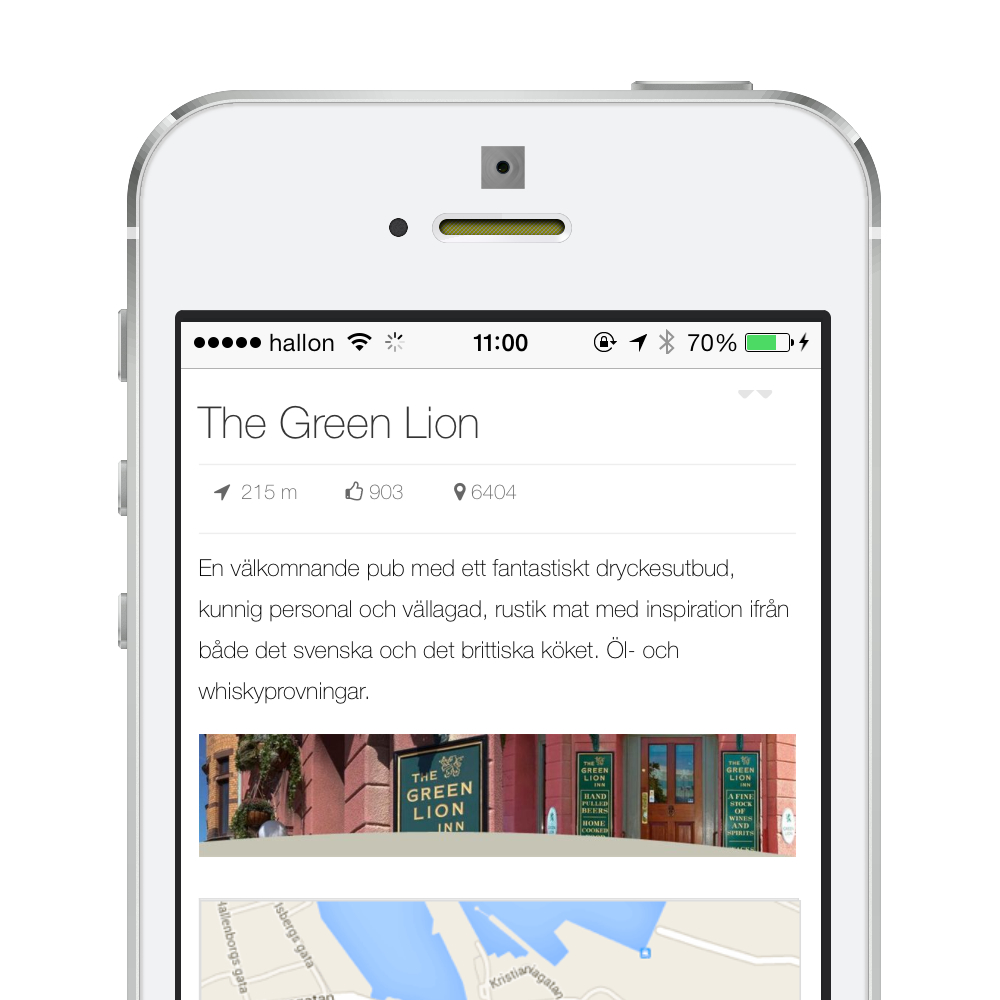 hallon 11:00 70%
The Green Lion
215 m 903 6404
En välkomnande pub med ett fantastiskt dryckesutbud,
kunnig personal och vällagad, rustik mat med inspiration ifrån
både det svenska och det brittiska köket. Öl- och
whiskyprovningar.
THE
GREEN
LION
INN
THE
GREEN
LION
INN
HAND
PULLED
BEERS
HOME
COOKED
THE
GREEN
LION
INN
A FINE
STOCK
OF
WINES
AND
SPIRITS
Hallenborgs gata
gata
Kristianiagatan